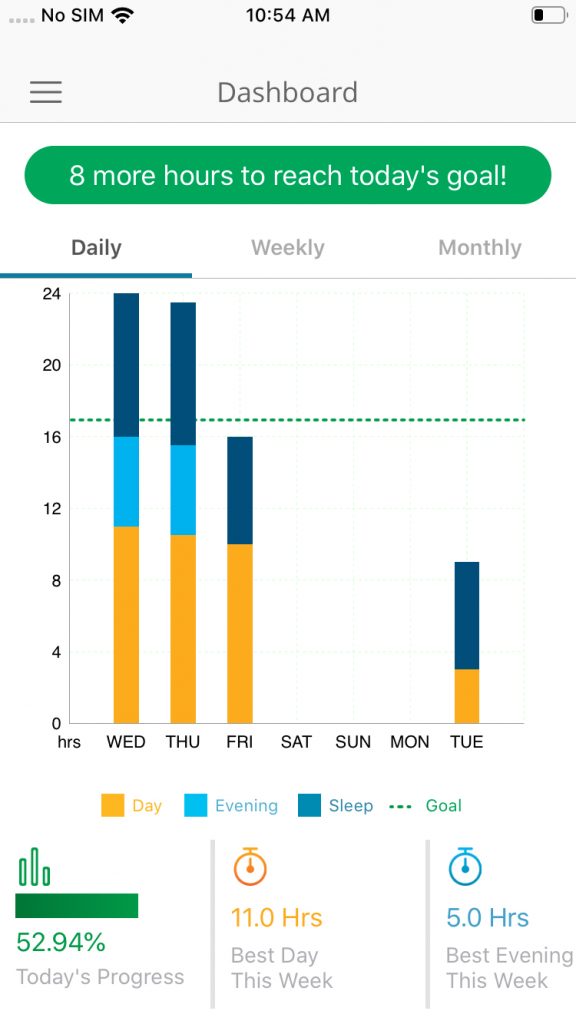 No SIM 10:54 AM
Dashboard
8 more hours to reach today's goal!
Daily Weekly Monthly
24
20
16
12
8
4
0
hrs WED THU FRI SAT SUN MON TUE
Day Evening Sleep Goal
52.94%
Today's Progress
11.0 Hrs
Best Day
This Week
5.0 Hrs
Best Evening
This Week